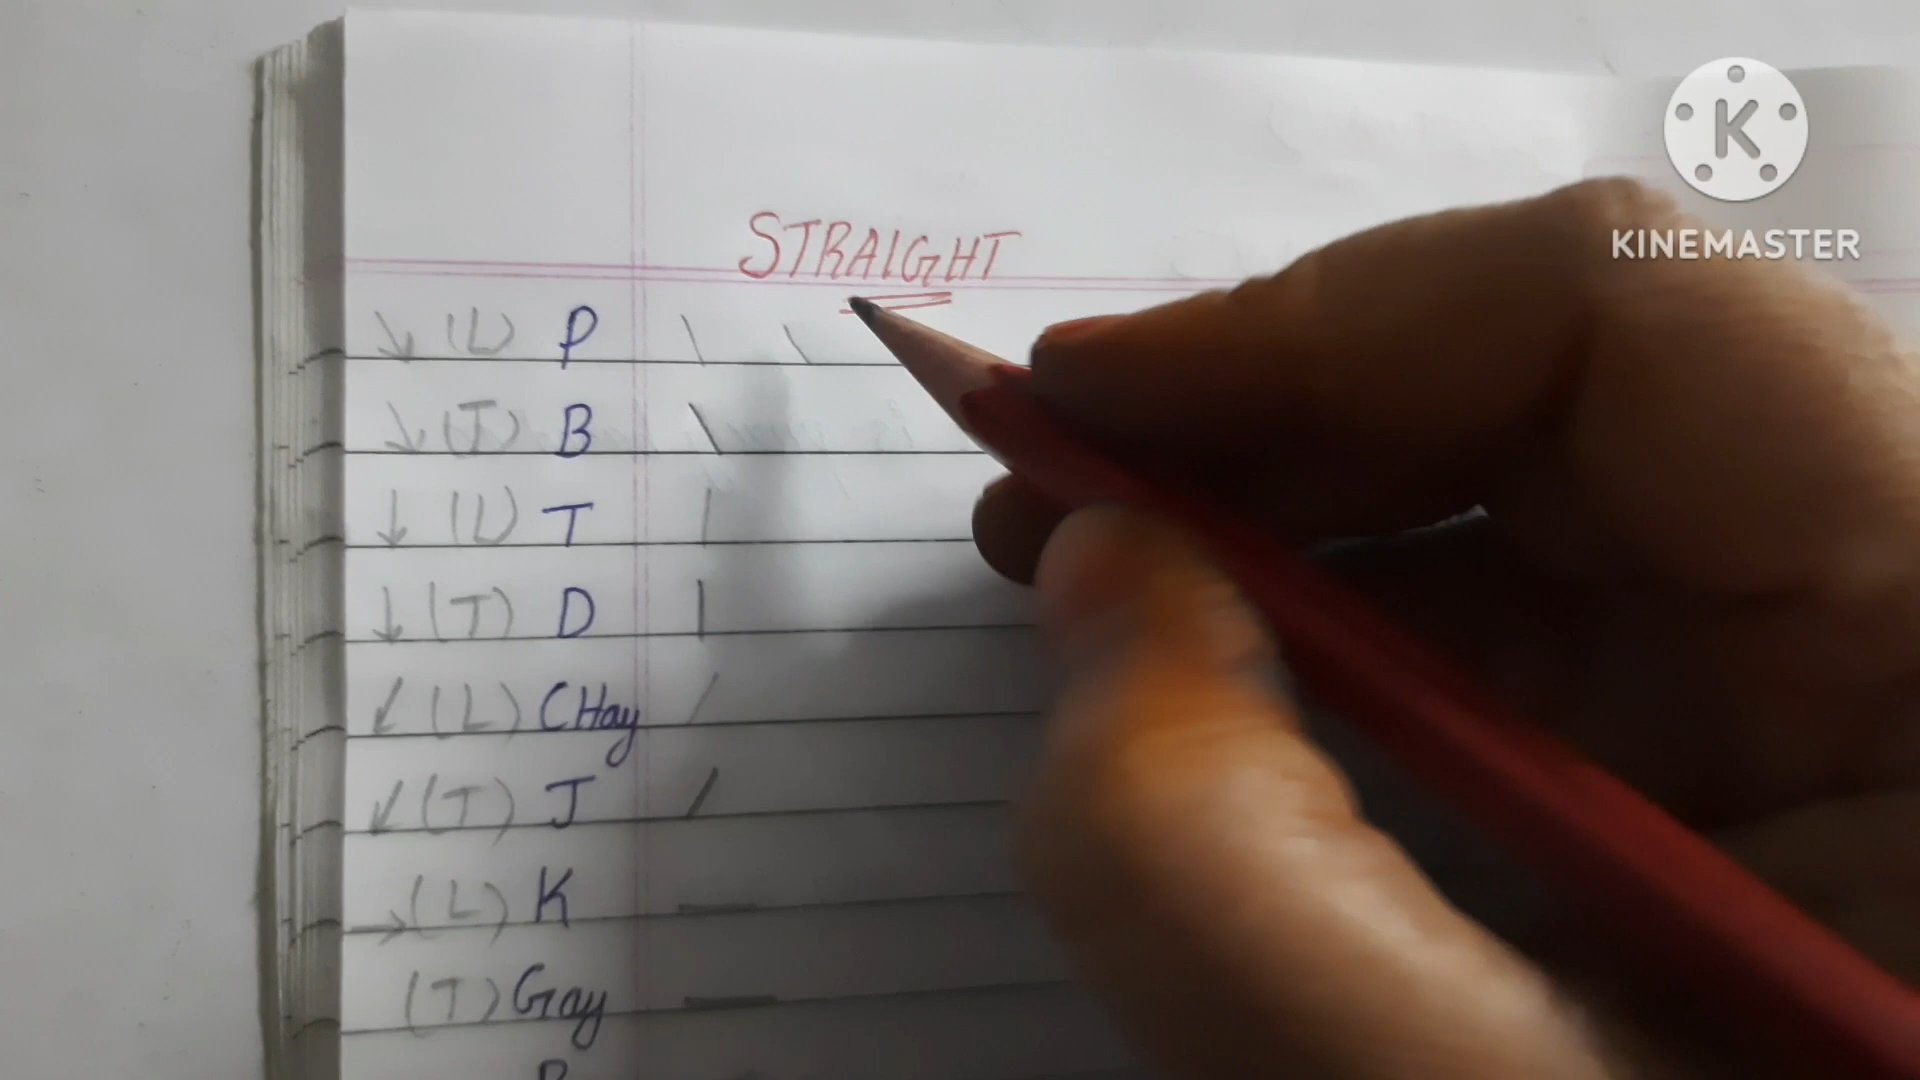 STRAIGHT
↘ (L) P \ \
↘ (T) B \
↓ (L) T |
↓ (T) D |
↙ (L) CHay /
↙ (T) J /
→ (L) K —
(T) Gay —
K
KINEMASTER